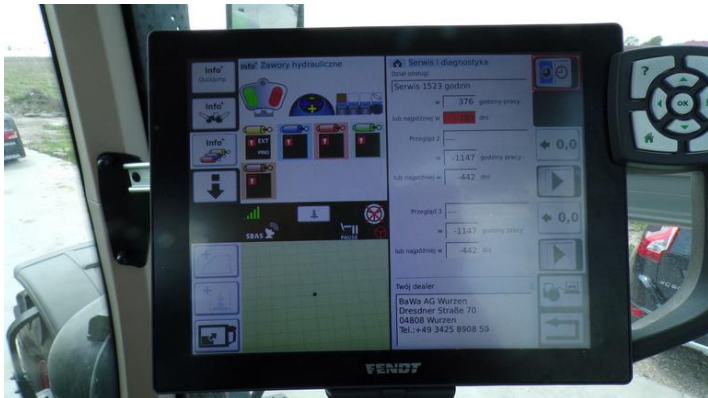 Info
Quickjump
Info
Info
Info Zawory hydrauliczne
EXT
PRIO
SBAS
PAUSE
Serwis i diagnostyka
Dział obsługi
Serwis 1523 godzin
w 376 godziny pracy
lub najpóźniej w dni
Przegląd 2 ---
w -1147 godziny pracy
lub najpóźniej w -442 dni
Przegląd 3 ---
w -1147 godziny pracy
lub najpóźniej w -442 dni
Twój dealer
BaWa AG Wurzen
Dresdner Straße 70
04808 Wurzen
Tel.:+49 3425 8908 50
0,0
0,0
FENDT
?
OK